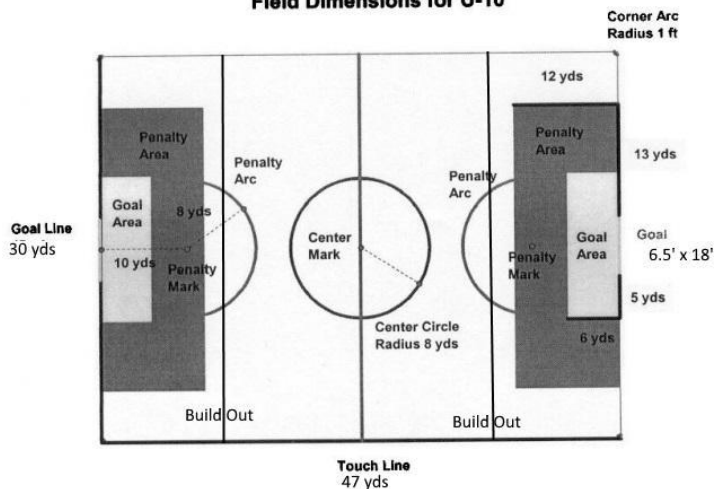 Field Dimensions for U-10
Corner Arc
Radius 1 ft
12 yds
Penalty
Area
Penalty
Area
Penalty
Arc
13 yds
Penalty
Arc
Goal
Area
8 yds
Goal Line
30 yds
Center
Mark
Goal
Area
Goal
6.5' x 18'
10 yds
Penalty
Mark
Penalty
Mark
5 yds
Center Circle
Radius 8 yds
6 yds
Build Out
Build Out
Touch Line
47 yds